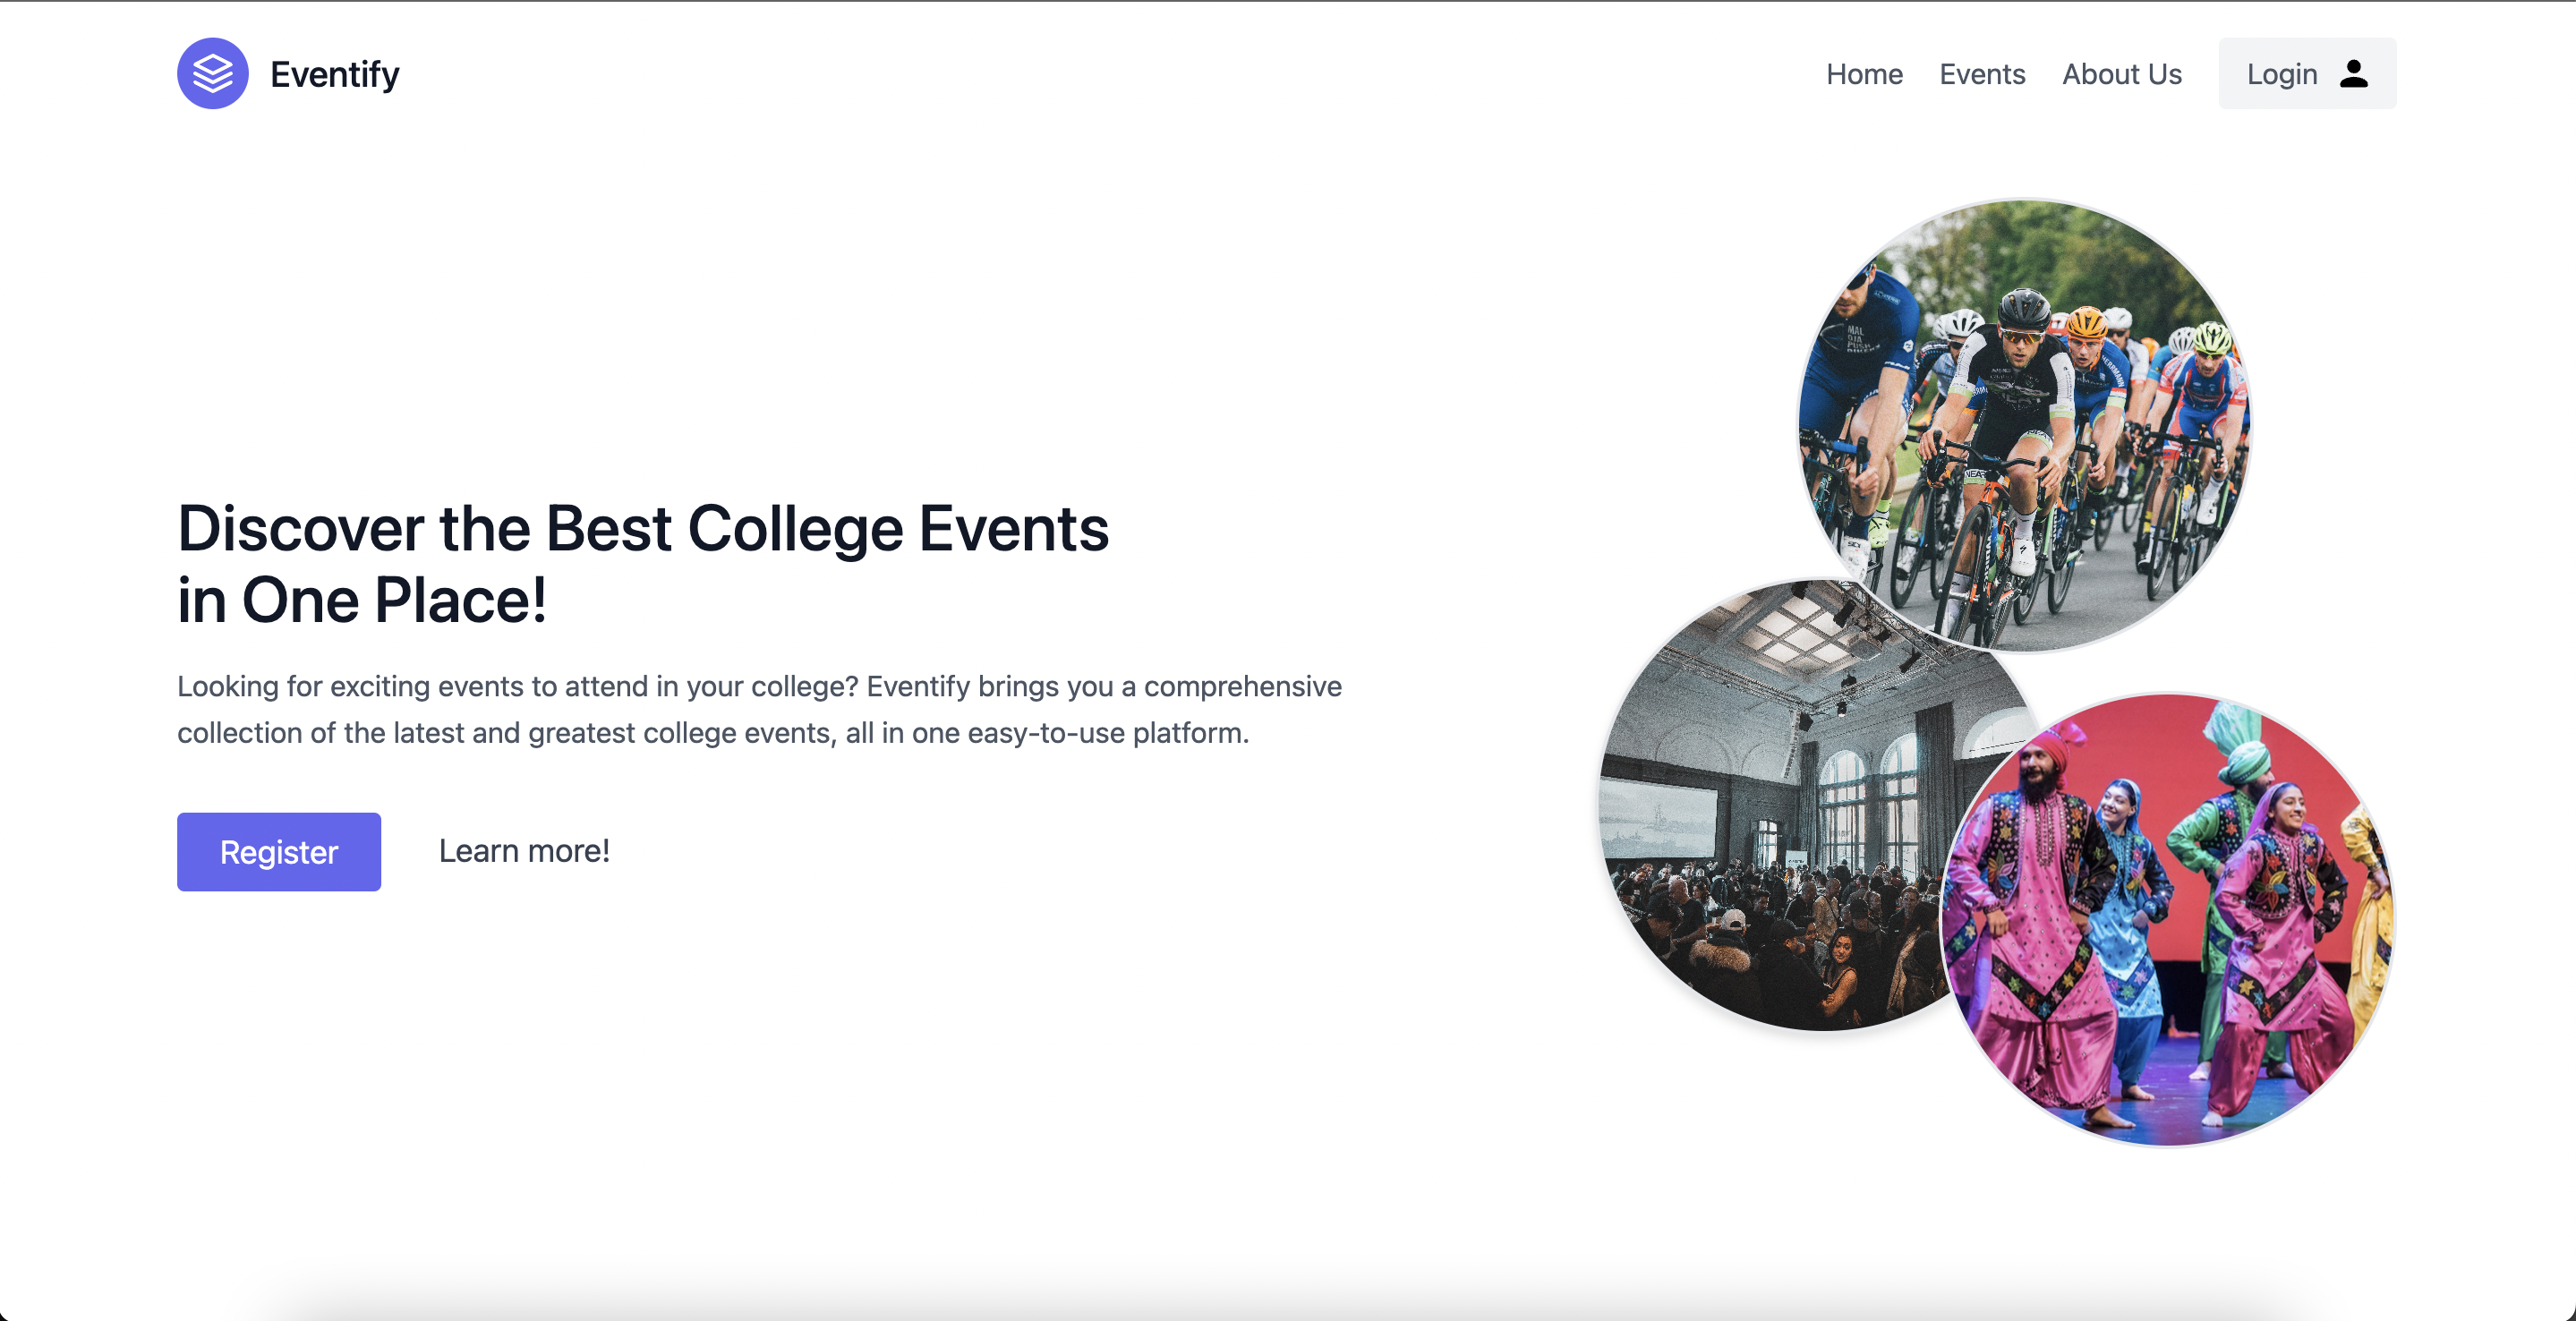 Eventify
Home
Events
About Us
Login
Discover the Best College Events
in One Place!
Looking for exciting events to attend in your college? Eventify brings you a comprehensive
collection of the latest and greatest college events, all in one easy-to-use platform.
Register
Learn more!